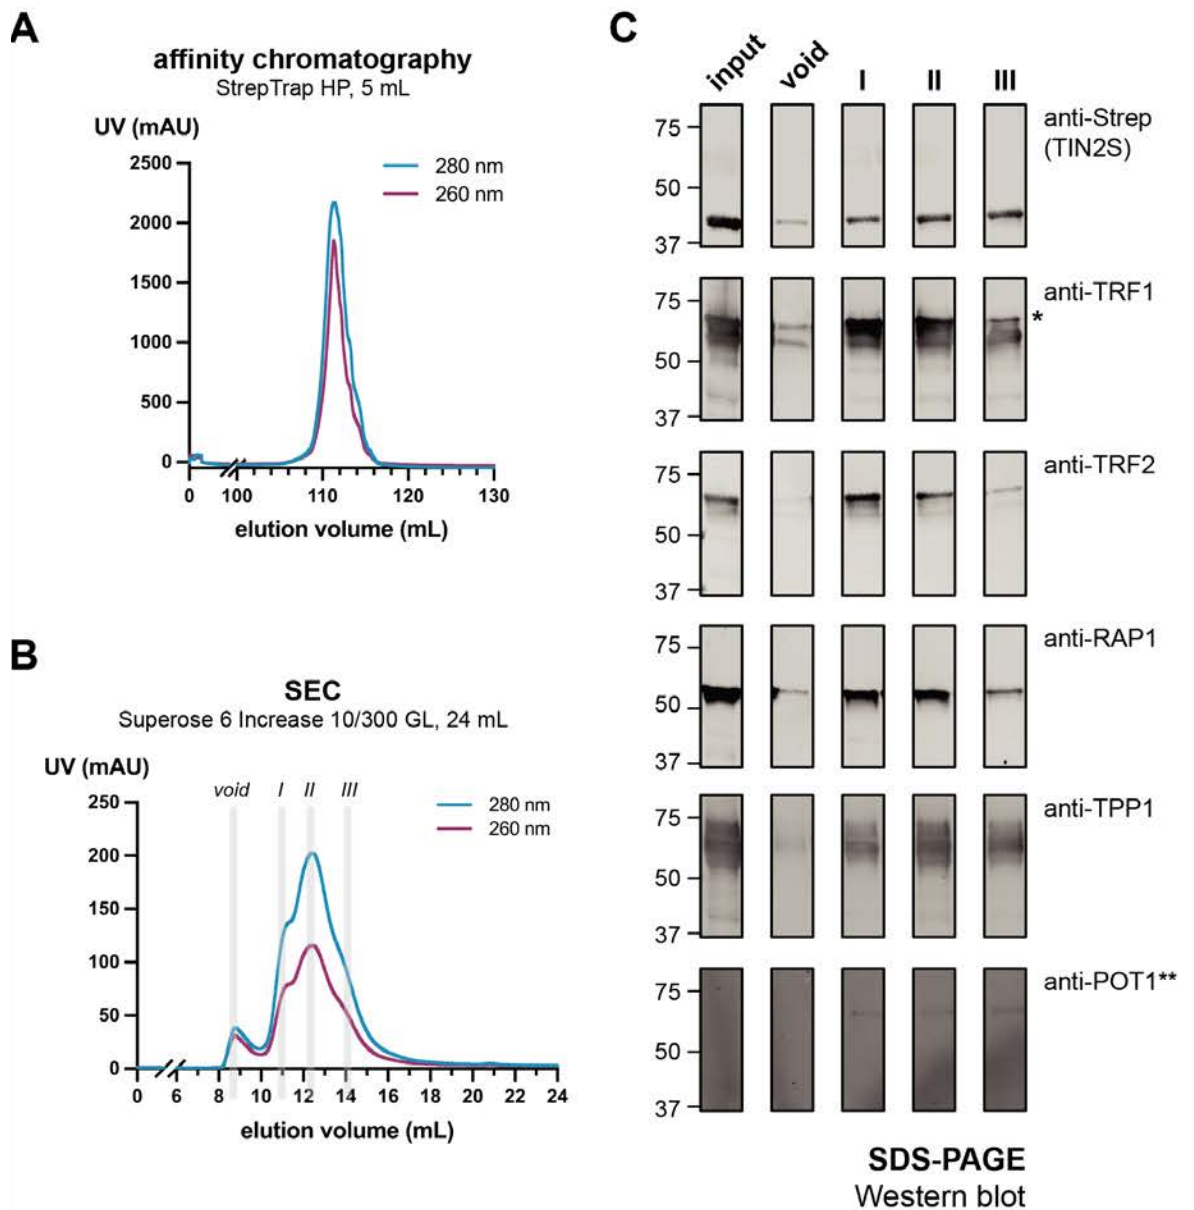 A
affinity chromatography
StrepTrap HP, 5 mL
UV (mAU)
280 nm
260 nm
2500
2000
1500
1000
500
0
0 100 110 120 130
elution volume (mL)
B
SEC
Superose 6 Increase 10/300 GL, 24 mL
UV (mAU)
void I II III
280 nm
260 nm
250
200
150
100
50
0
0 6 8 10 12 14 16 18 20 22 24
elution volume (mL)
C
input void I II III
75
50
37
anti-Strep
(TIN2S)
75
50
37
anti-TRF1
*
75
50
37
anti-TRF2
75
50
37
anti-RAP1
75
50
37
anti-TPP1
75
50
37
anti-POT1**
SDS-PAGE
Western blot